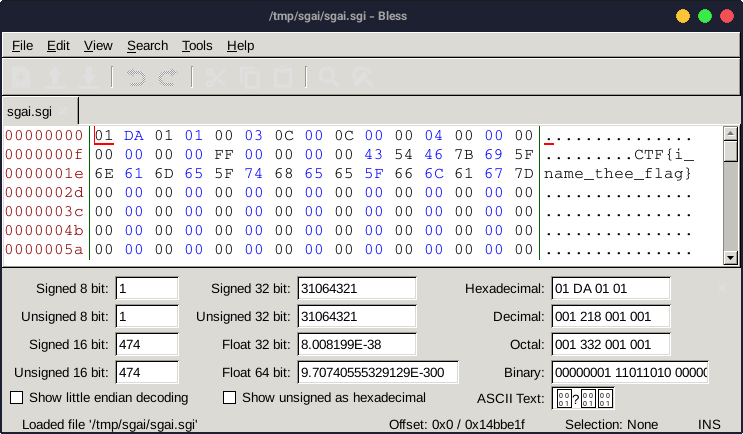 /tmp/sgai/sgai.sgi - Bless
File Edit View Search Tools Help
sgai.sgi
00000000 01 DA 01 01 00 03 0C 00 0C 00 00 04 00 00 00 ...............
0000000f 00 00 00 00 FF 00 00 00 00 43 54 46 7B 69 5F .........CTF{i_
0000001e 6E 61 6D 65 5F 74 68 65 65 5F 66 6C 61 67 7D name_thee_flag}
0000002d 00 00 00 00 00 00 00 00 00 00 00 00 00 00 00 ...............
0000003c 00 00 00 00 00 00 00 00 00 00 00 00 00 00 00 ...............
0000004b 00 00 00 00 00 00 00 00 00 00 00 00 00 00 00 ...............
0000005a 00 00 00 00 00 00 00 00 00 00 00 00 00 00 00 ...............
Signed 8 bit: 1 Signed 32 bit: 31064321 Hexadecimal: 01 DA 01 01
Unsigned 8 bit: 1 Unsigned 32 bit: 31064321 Decimal: 001 218 001 001
Signed 16 bit: 474 Float 32 bit: 8.008199E-38 Octal: 001 332 001 001
Unsigned 16 bit: 474 Float 64 bit: 9.70740555329129E-300 Binary: 00000001 11011010 00000
Show little endian decoding Show unsigned as hexadecimal ASCII Text: ?
Loaded file '/tmp/sgai/sgai.sgi' Offset: 0x0 / 0x14bbe1f Selection: None INS